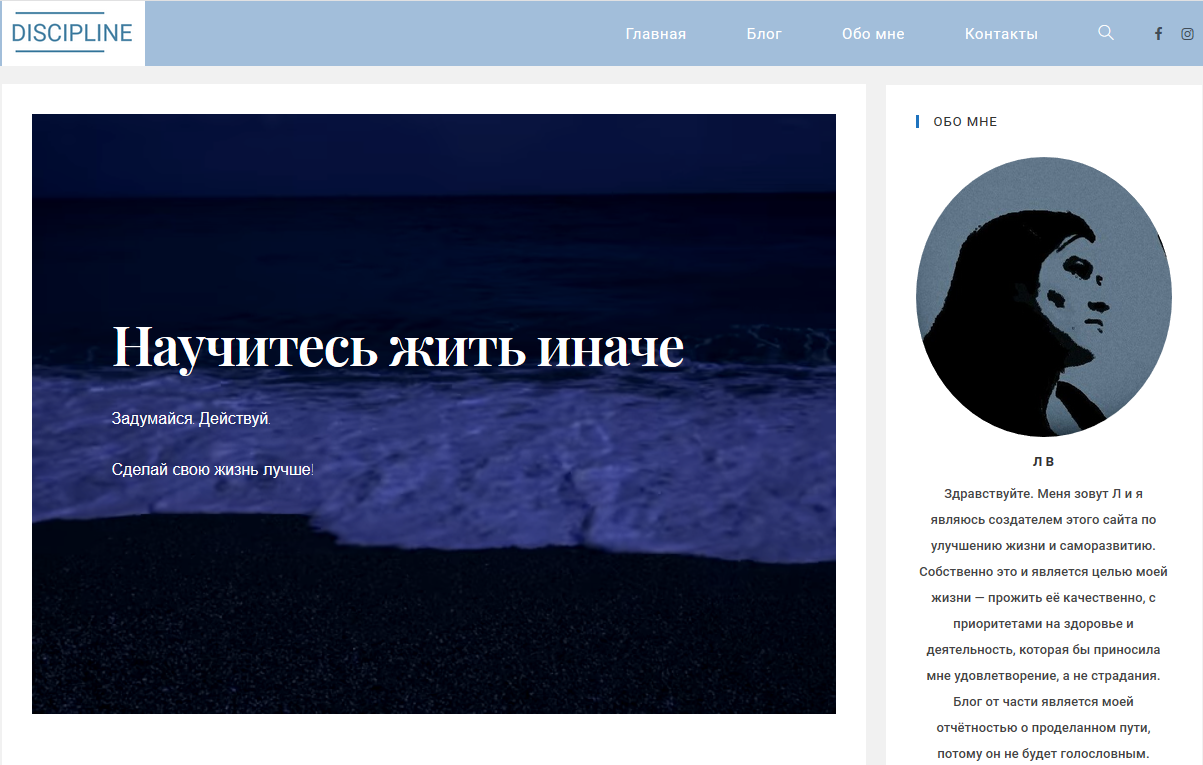 DISCIPLINE
Главная Блог Обо мне Контакты
Научитесь жить иначе
Задумайся. Действуй.
Сделай свою жизнь лучше!
ОБО МНЕ
Л В
Здравствуйте. Меня зовут Л и я
являюсь создателем этого сайта по
улучшению жизни и саморазвитию.
Собственно это и является целью моей
жизни — прожить её качественно, с
приоритетами на здоровье и
деятельность, которая бы приносила
мне удовлетворение, а не страдания.
Блог от части является моей
отчётностью о проделанном пути,
потому он не будет голословным.